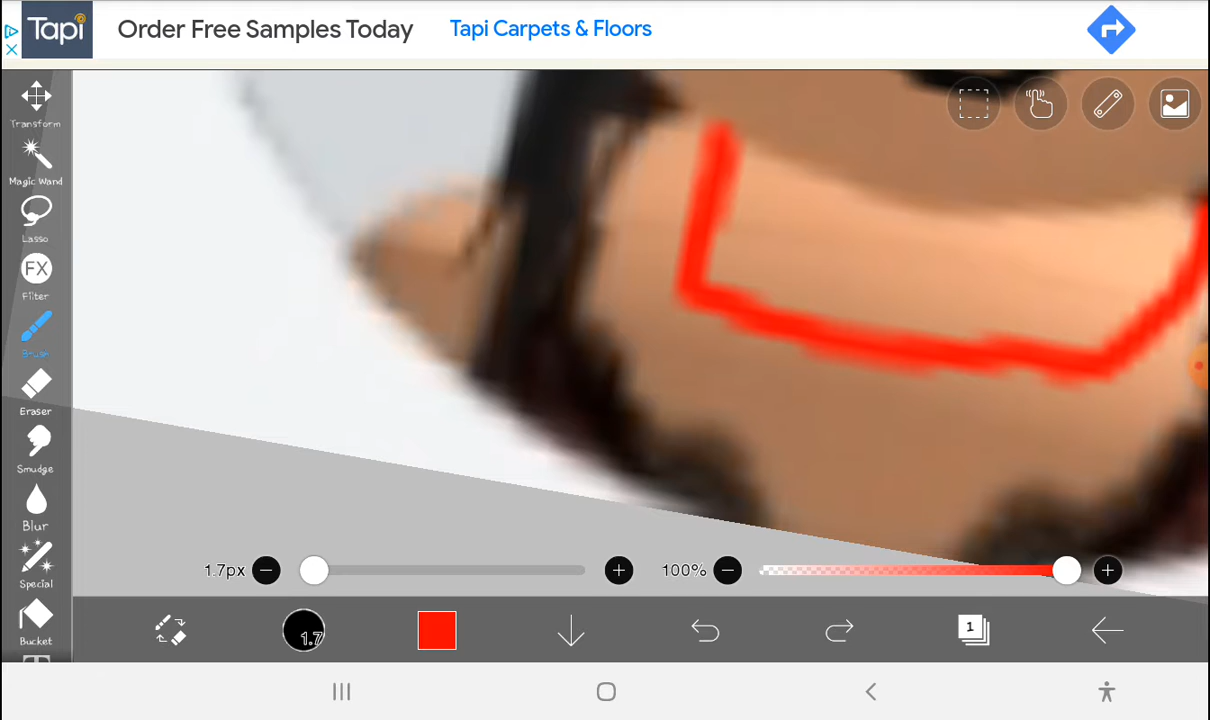 Tapi
Order Free Samples Today
Tapi Carpets & Floors
Transform
Magic Wand
Lasso
FX
Filter
Brush
Eraser
Smudge
Blur
Special
Bucket
1.7px
100%
1.7
1